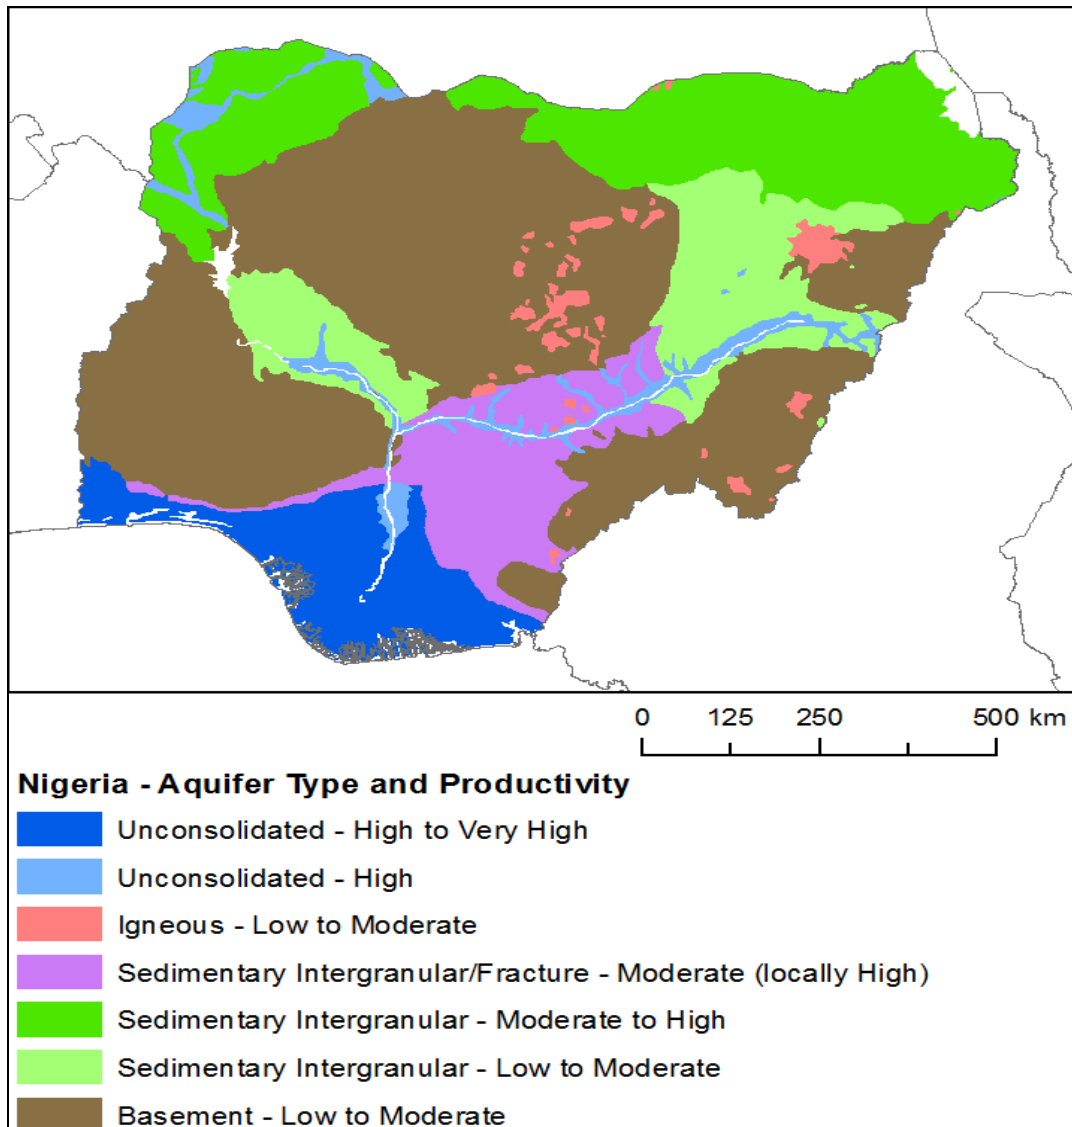 0 125 250 500 km
Nigeria - Aquifer Type and Productivity
Unconsolidated - High to Very High
Unconsolidated - High
Igneous - Low to Moderate
Sedimentary Intergranular/Fracture - Moderate (locally High)
Sedimentary Intergranular - Moderate to High
Sedimentary Intergranular - Low to Moderate
Basement - Low to Moderate